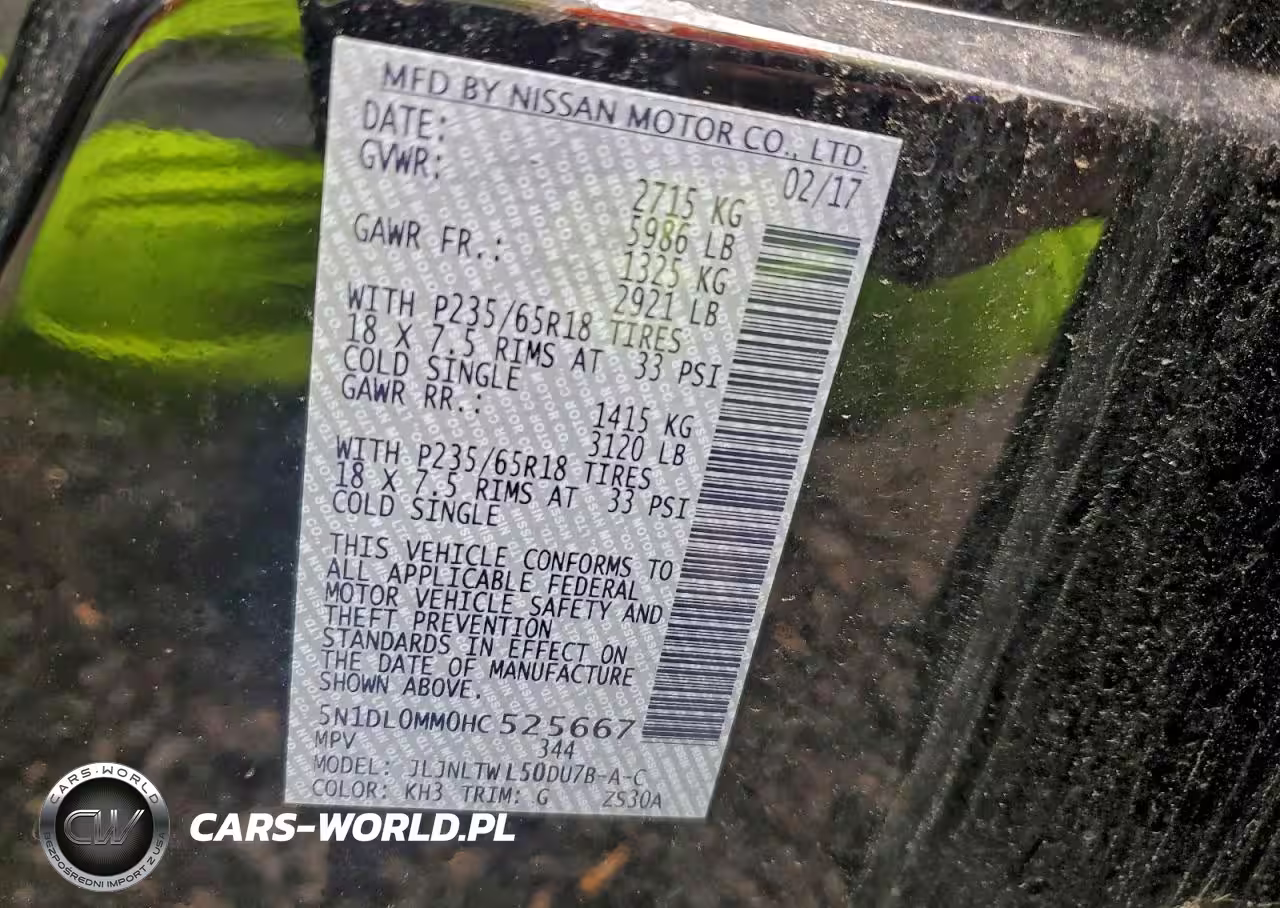 MFD BY NISSAN MOTOR CO., LTD.
DATE: 02/17
GVWR: 2715 KG
5986 LB
GAWR FR.: 1325 KG
2921 LB
WITH P235/65R18 TIRES
18 X 7.5 RIMS AT 33 PSI
COLD SINGLE
GAWR RR.: 1415 KG
3120 LB
WITH P235/65R18 TIRES
18 X 7.5 RIMS AT 33 PSI
COLD SINGLE
THIS VEHICLE CONFORMS TO
ALL APPLICABLE FEDERAL
MOTOR VEHICLE SAFETY AND
THEFT PREVENTION
STANDARDS IN EFFECT ON
THE DATE OF MANUFACTURE
SHOWN ABOVE.
5N1DL0MM0HC525667
MPV 344
MODEL: JLJNLTWL50DU7B-A-C
COLOR: KH3 TRIM: G ZS30A
CARS-WORLD
CW
BEZPOŚREDNI IMPORT Z USA
CARS-WORLD.PL